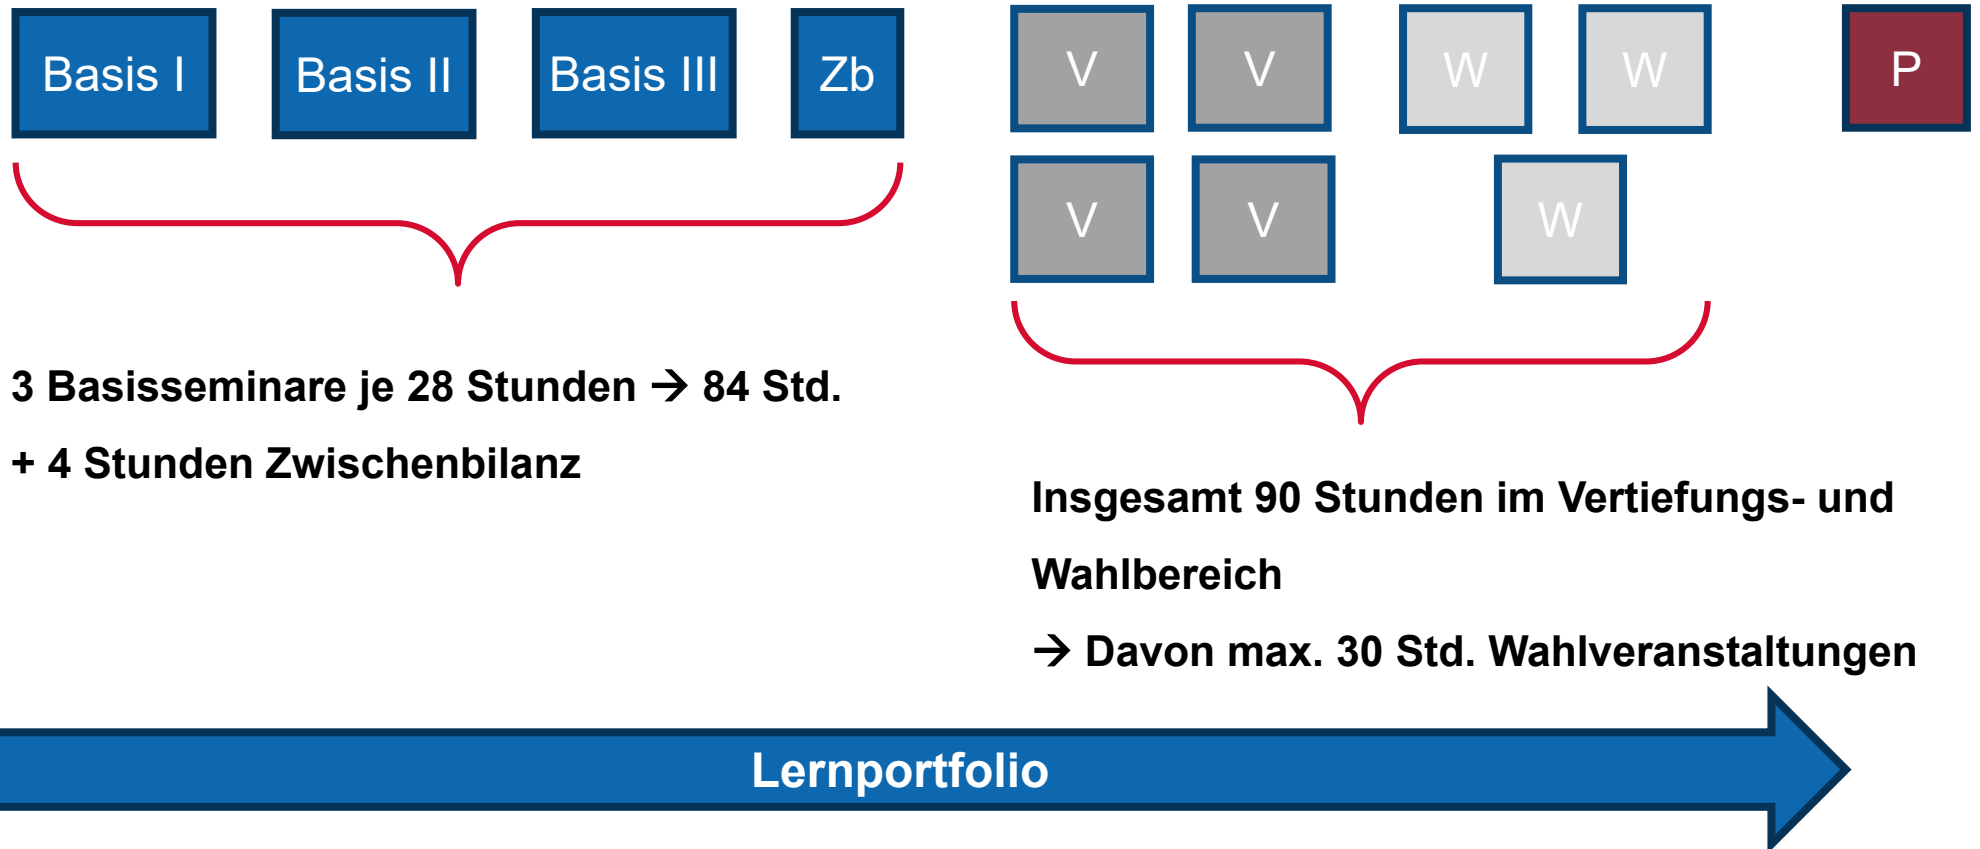 Basis I
Basis II
Basis III
Zb
V
V
W
W
P
V
V
W
3 Basisseminare je 28 Stunden → 84 Std.
+ 4 Stunden Zwischenbilanz
Insgesamt 90 Stunden im Vertiefungs- und
Wahlbereich
→ Davon max. 30 Std. Wahlveranstaltungen
Lernportfolio